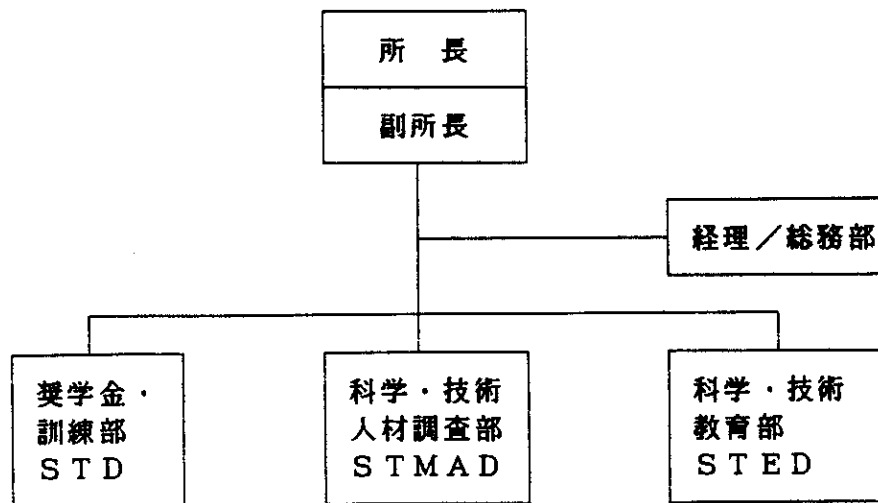 所　長
副所長
経理／総務部
奨学金・
訓練部
ＳＴＤ
科学・技術
人材調査部
ＳＴＭＡＤ
科学・技術
教育部
ＳＴＥＤ